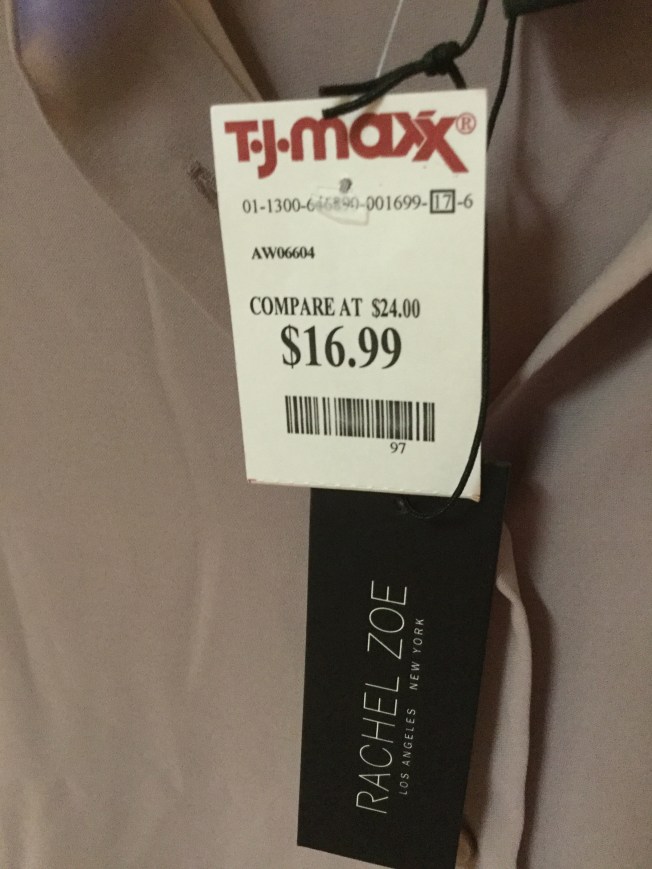 T•J•maxx®
01-1300-646890-001699-17-6
AW06604
COMPARE AT $24.00
$16.99
97
RACHEL ZOE
LOS ANGELES NEW YORK